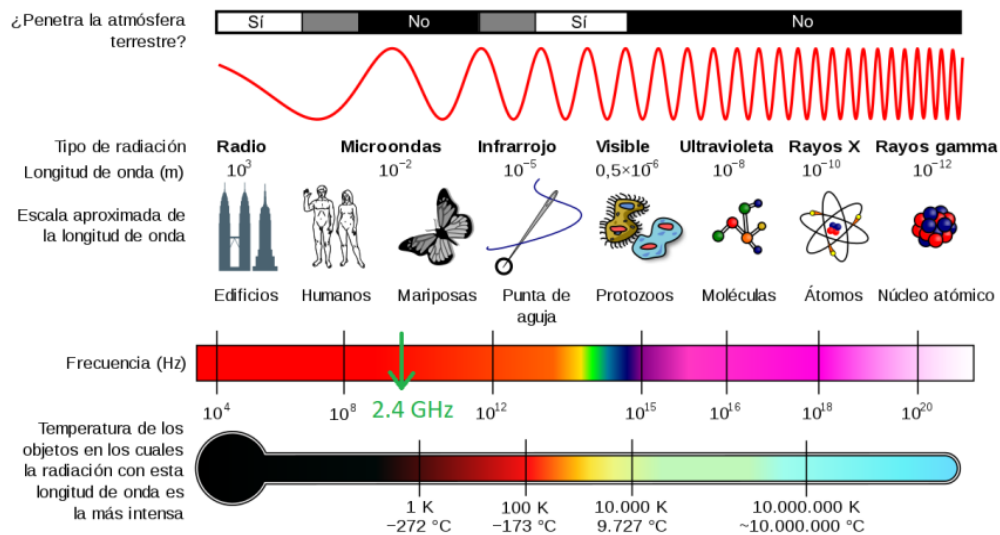 ¿Penetra la atmósfera
terrestre?
Sí No Sí No
Tipo de radiación Radio Microondas Infrarrojo Visible Ultravioleta Rayos X Rayos gamma
Longitud de onda (m) 10³ 10⁻² 10⁻⁵ 0,5×10⁻⁶ 10⁻⁸ 10⁻¹⁰ 10⁻¹²
Escala aproximada de
la longitud de onda
Edificios Humanos Mariposas Punta de Protozoos Moléculas Átomos Núcleo atómico
aguja
Frecuencia (Hz)
10⁴ 10⁸ 2.4 GHz 10¹² 10¹⁵ 10¹⁶ 10¹⁸ 10²⁰
Temperatura de los
objetos en los cuales
la radiación con esta
longitud de onda es
la más intensa
1 K 100 K 10.000 K 10.000.000 K
−272 °C −173 °C 9.727 °C ~10.000.000 °C